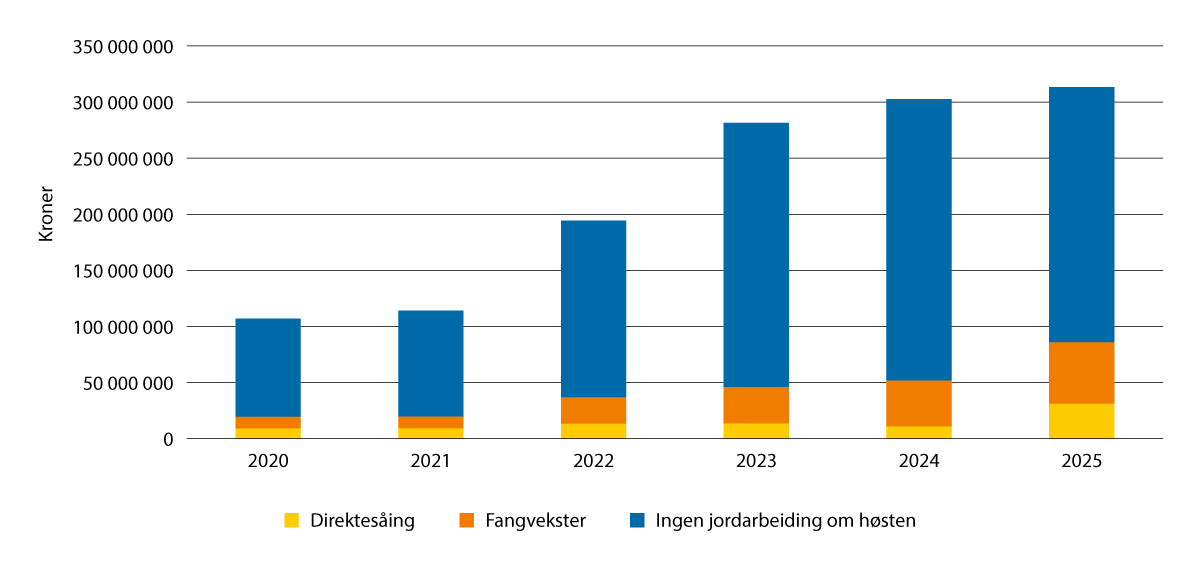 350 000 000
300 000 000
250 000 000
200 000 000
150 000 000
100 000 000
50 000 000
0
Kroner
2020 2021 2022 2023 2024 2025
Direktesåing Fangvekster Ingen jordarbeiding om høsten